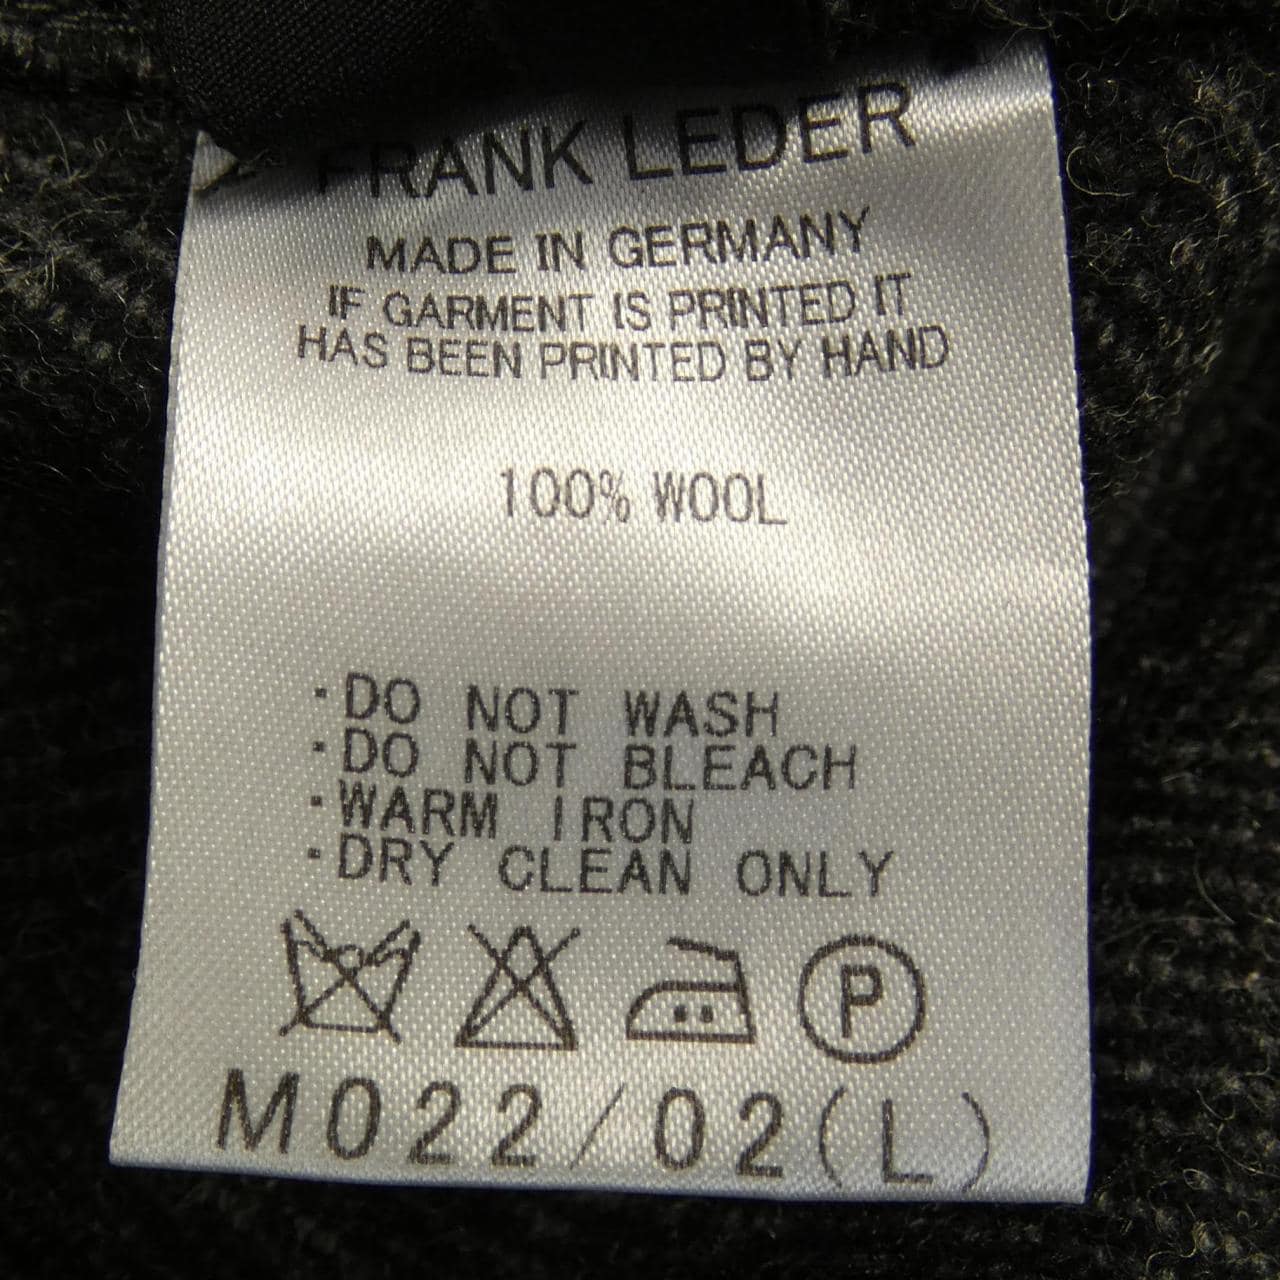 FRANK LEDER
MADE IN GERMANY
IF GARMENT IS PRINTED IT
HAS BEEN PRINTED BY HAND
100% WOOL
·DO NOT WASH
·DO NOT BLEACH
·WARM IRON
·DRY CLEAN ONLY
P
M022/02(L)